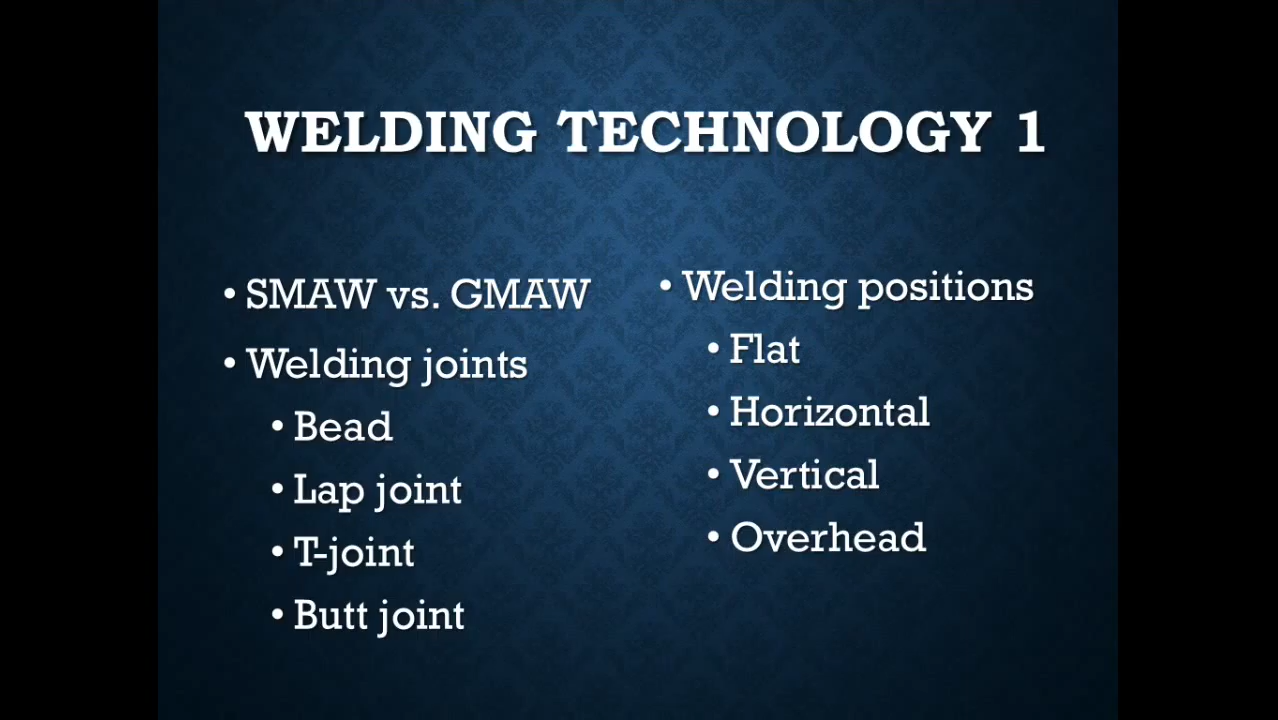 WELDING TECHNOLOGY 1
• SMAW vs. GMAW
• Welding joints
• Bead
• Lap joint
• T-joint
• Butt joint
• Welding positions
• Flat
• Horizontal
• Vertical
• Overhead